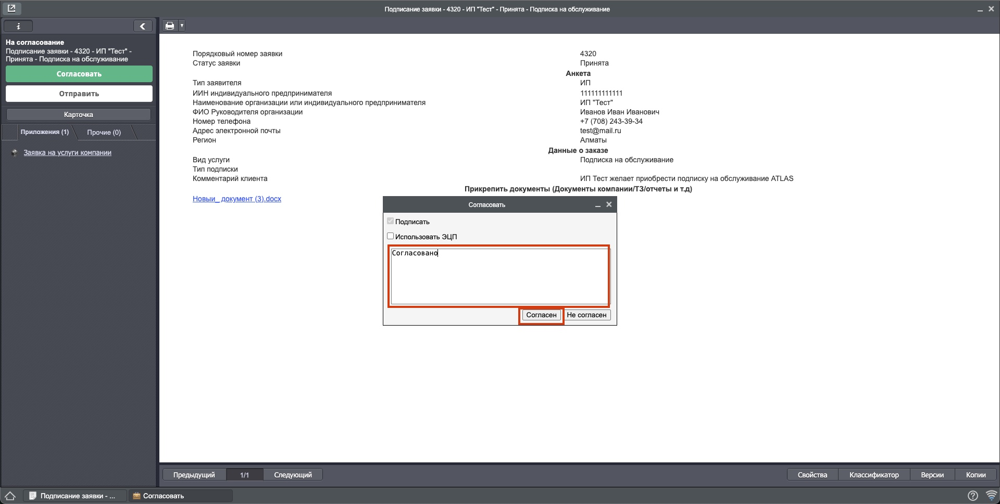 Подписание заявки - 4320 - ИП "Тест" - Принята - Подписка на обслуживание
i
На согласование
Подписание заявки - 4320 - ИП "Тест" -
Принята - Подписка на обслуживание
Согласовать
Отправить
Карточка
Приложения (1)
Прочие (0)
Заявка на услуги компании
Порядковый номер заявки 4320
Статус заявки Принята
Анкета
Тип заявителя ИП
ИИН индивидуального предпринимателя 111111111111
Наименование организации или индивидуального предпринимателя ИП "Тест"
ФИО Руководителя организации Иванов Иван Иванович
Номер телефона +7 (708) 243-39-34
Адрес электронной почты test@mail.ru
Регион Алматы
Данные о заказе
Вид услуги Подписка на обслуживание
Тип подписки
Комментарий клиента ИП Тест желает приобрести подписку на обслуживание ATLAS
Прикрепить документы (Документы компании/ТЗ/отчеты и т.д)
Новыи_ документ (3).docx
Согласовать
Подписать
Использовать ЭЦП
Согласовано
Согласен
Не согласен
Предыдущий
1/1
Следующий
Свойства
Классификатор
Версии
Копии
Подписание заявки - ...
Согласовать
?